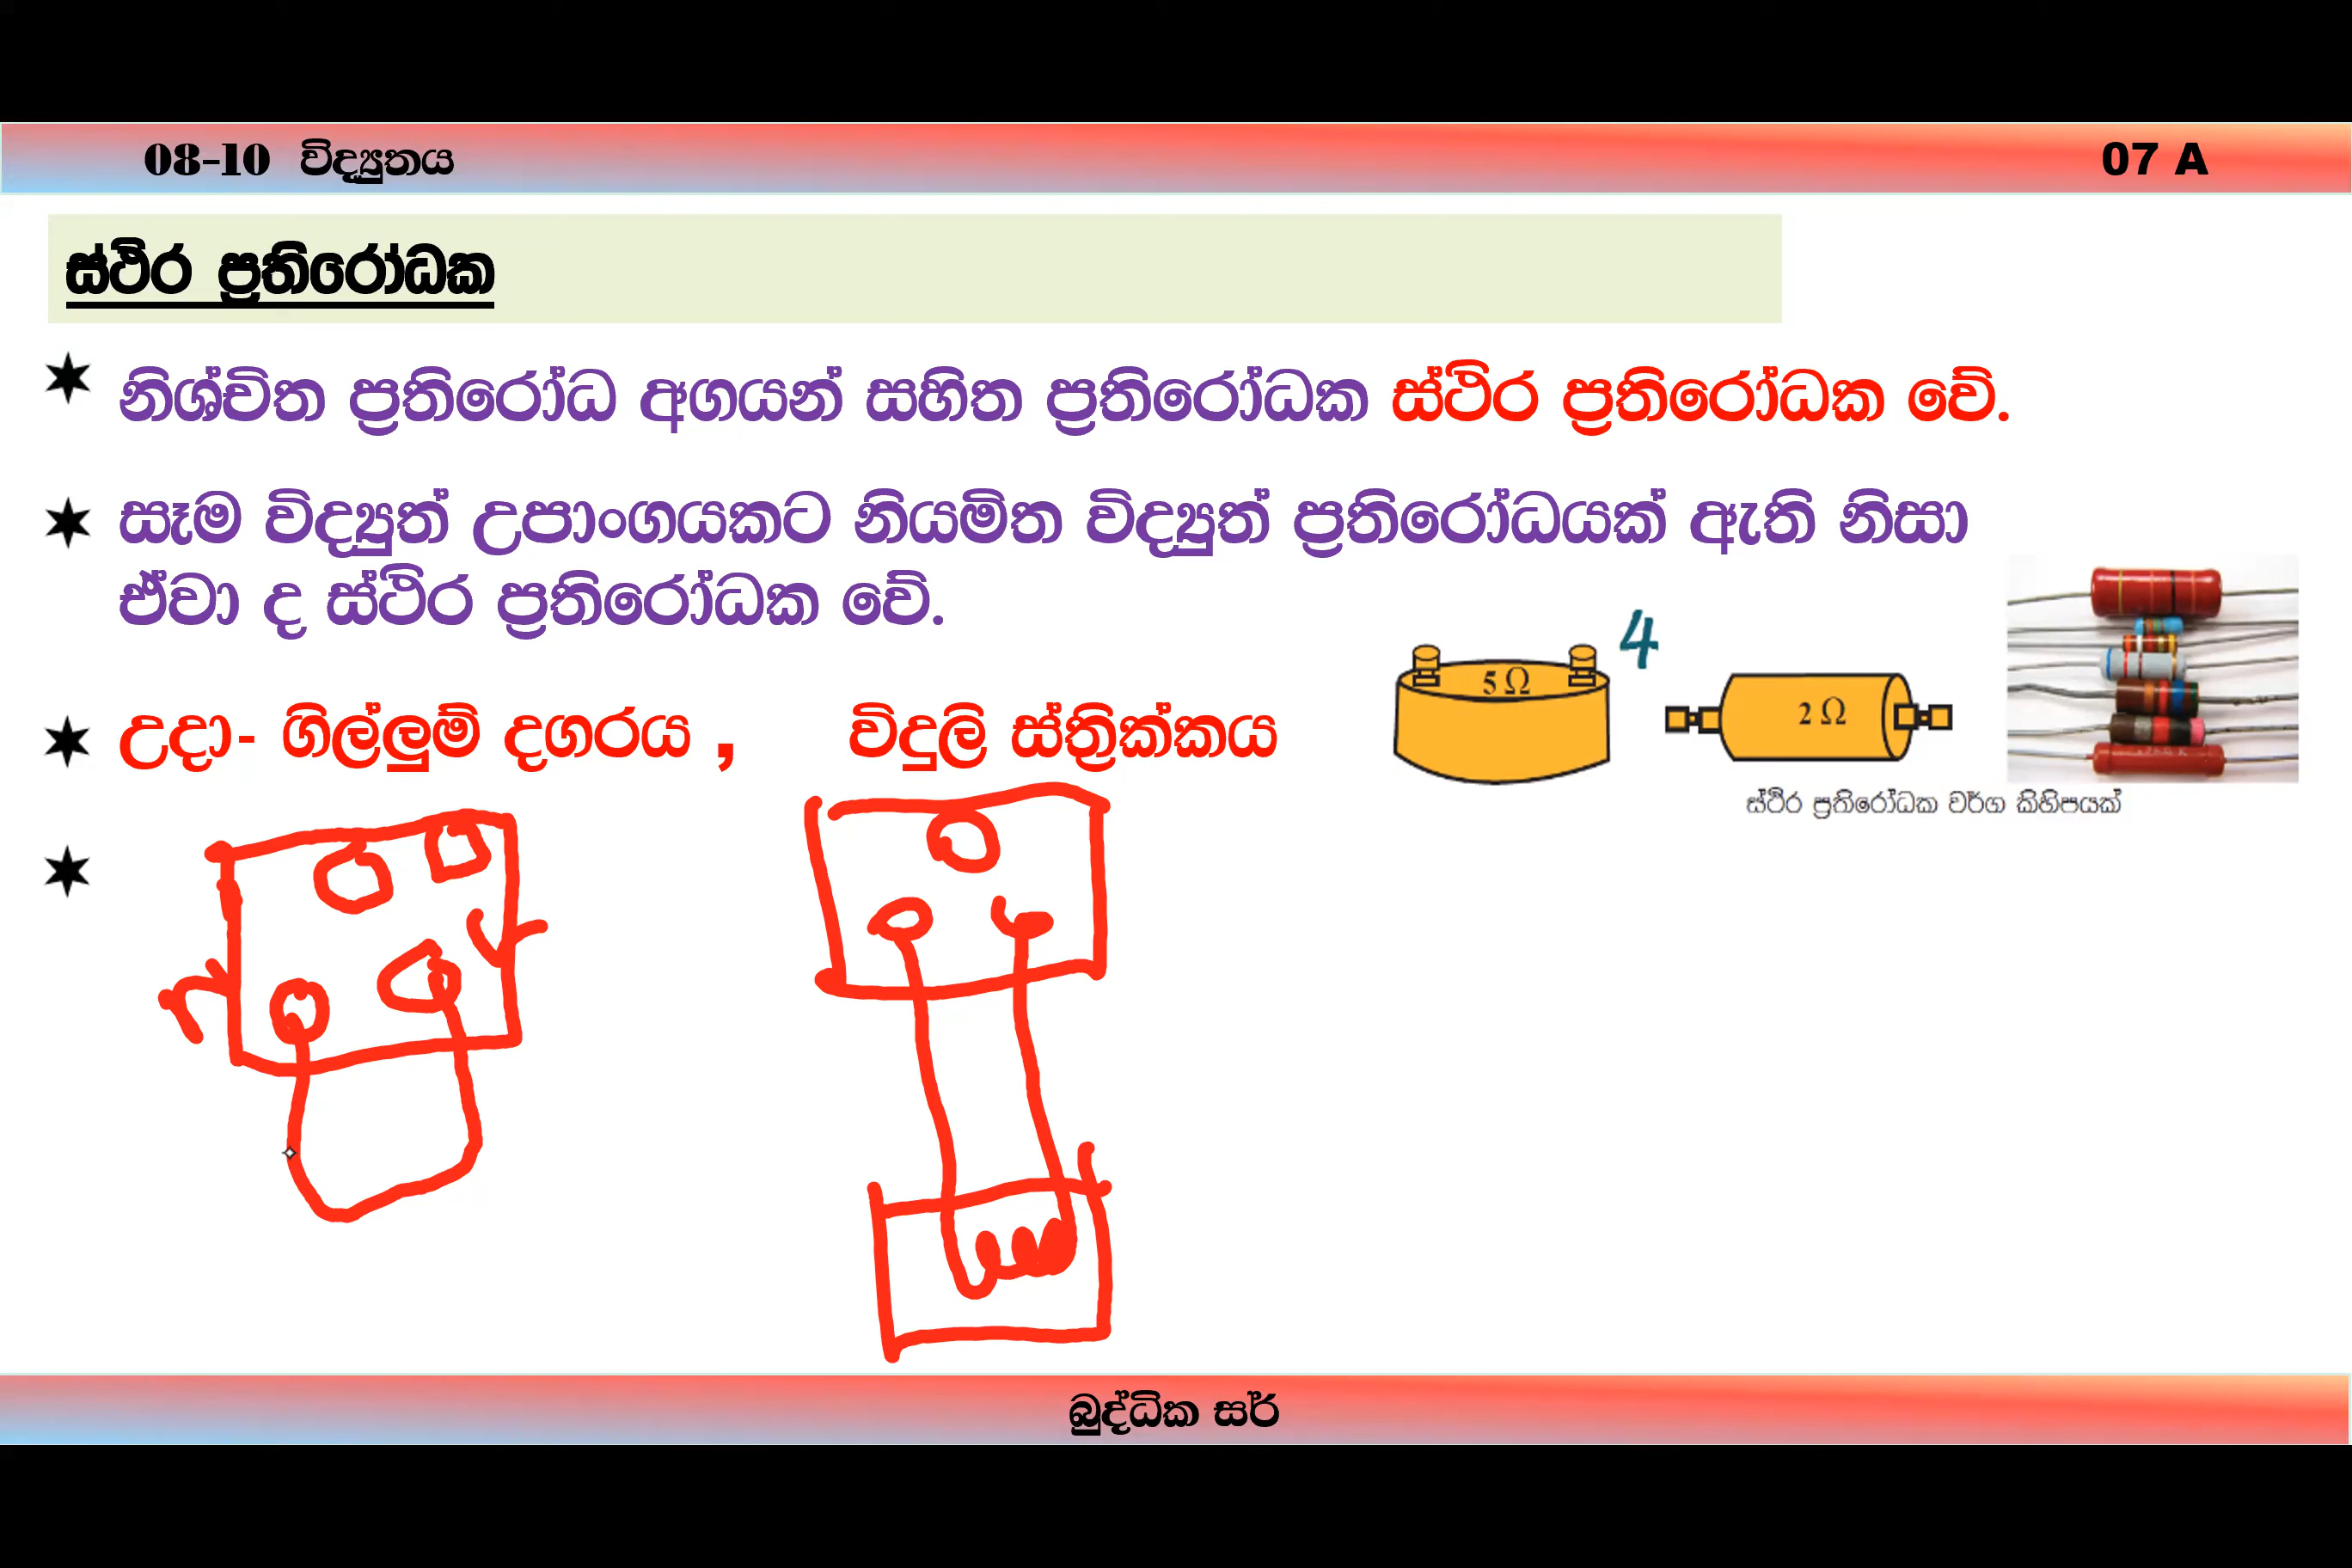 08-10 විද්‍යුතය
07 A
ස්ථිර ප්‍රතිරෝධක
නිශ්චිත ප්‍රතිරෝධ අගයන් සහිත ප්‍රතිරෝධක ස්ථිර ප්‍රතිරෝධක වේ.
සෑම විද්‍යුත් උපාංගයකට නියමිත විද්‍යුත් ප්‍රතිරෝධයක් ඇති නිසා
ඒවා ද ස්ථිර ප්‍රතිරෝධක වේ.
4
5 Ω
2 Ω
උදා- ගිල්ලුම් දගරය , විදුලි ස්ත්‍රික්කය
ස්ථිර ප්‍රතිරෝධක වර්ග කිහිපයක්
බුද්ධික සර්